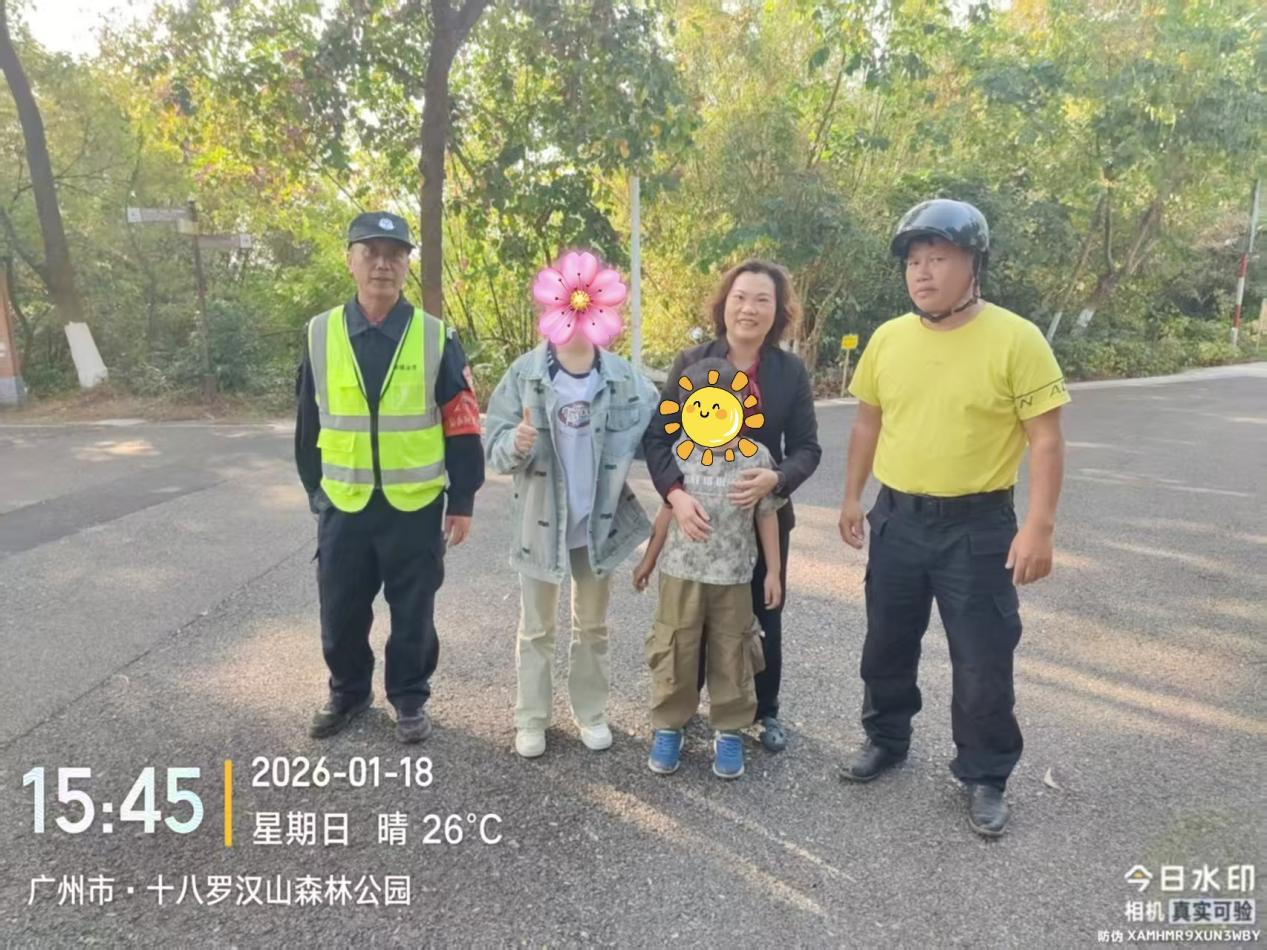 15:45
2026-01-18
星期日 晴 26°C
广州市·十八罗汉山森林公园
今日水印
相机 真实可验
防伪 XAMHMR9XUN3WBY